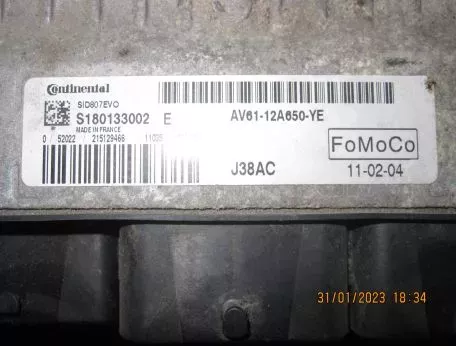 Continental
SID807EVO
S180133002 E
MADE IN FRANCE
0 / 52022 / 215129466
AV61-12A650-YE
J38AC
FoMoCo
11-02-04
31/01/2023 18:34